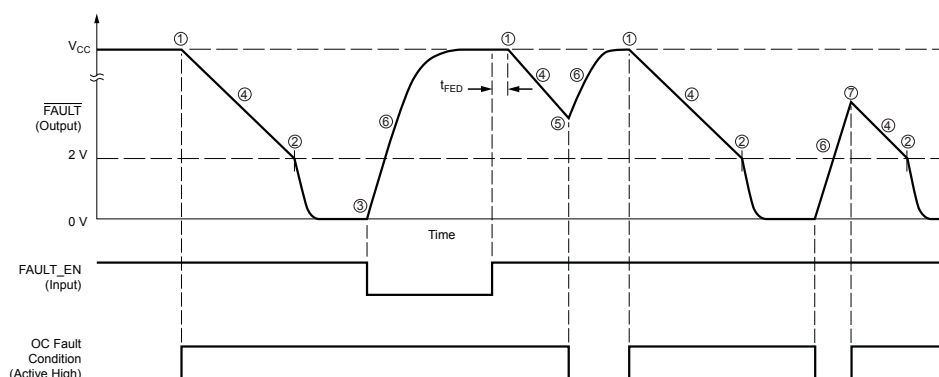 ① ① ①
V_CC
④ ④ ⑥ ④ ⑦
t_FED
FAULT
(Output)
⑥ ⑤ ⑥ ④
2 V
② ② ②
③
0 V
Time
FAULT_EN
(Input)
OC Fault
Condition
(Active High)